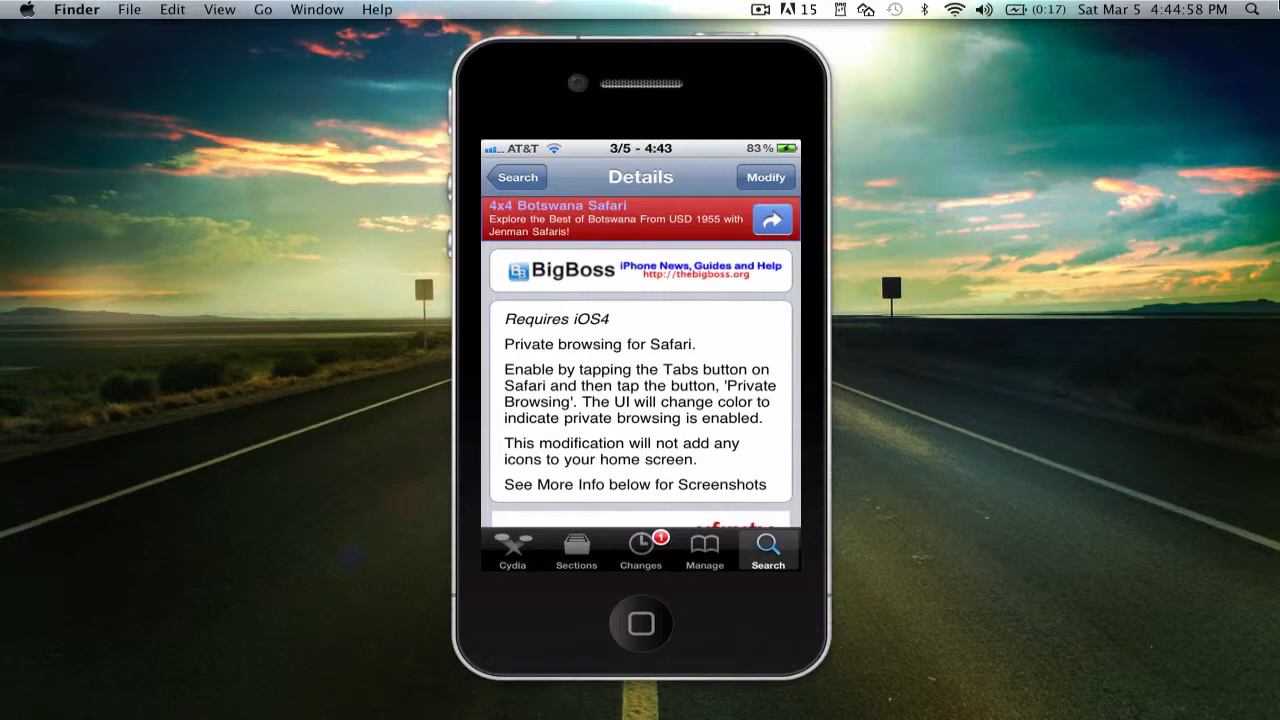 Finder File Edit View Go Window Help 15 (0:17) Sat Mar 5 4:44:58 PM
AT&T 3/5 - 4:43 83%
Search Details Modify
4x4 Botswana Safari
Explore the Best of Botswana From USD 1955 with
Jenman Safaris!
BB BigBoss iPhone News, Guides and Help
http://thebigboss.org
Requires iOS4
Private browsing for Safari.
Enable by tapping the Tabs button on
Safari and then tap the button, 'Private
Browsing'. The UI will change color to
indicate private browsing is enabled.
This modification will not add any
icons to your home screen.
See More Info below for Screenshots
1
Cydia Sections Changes Manage Search